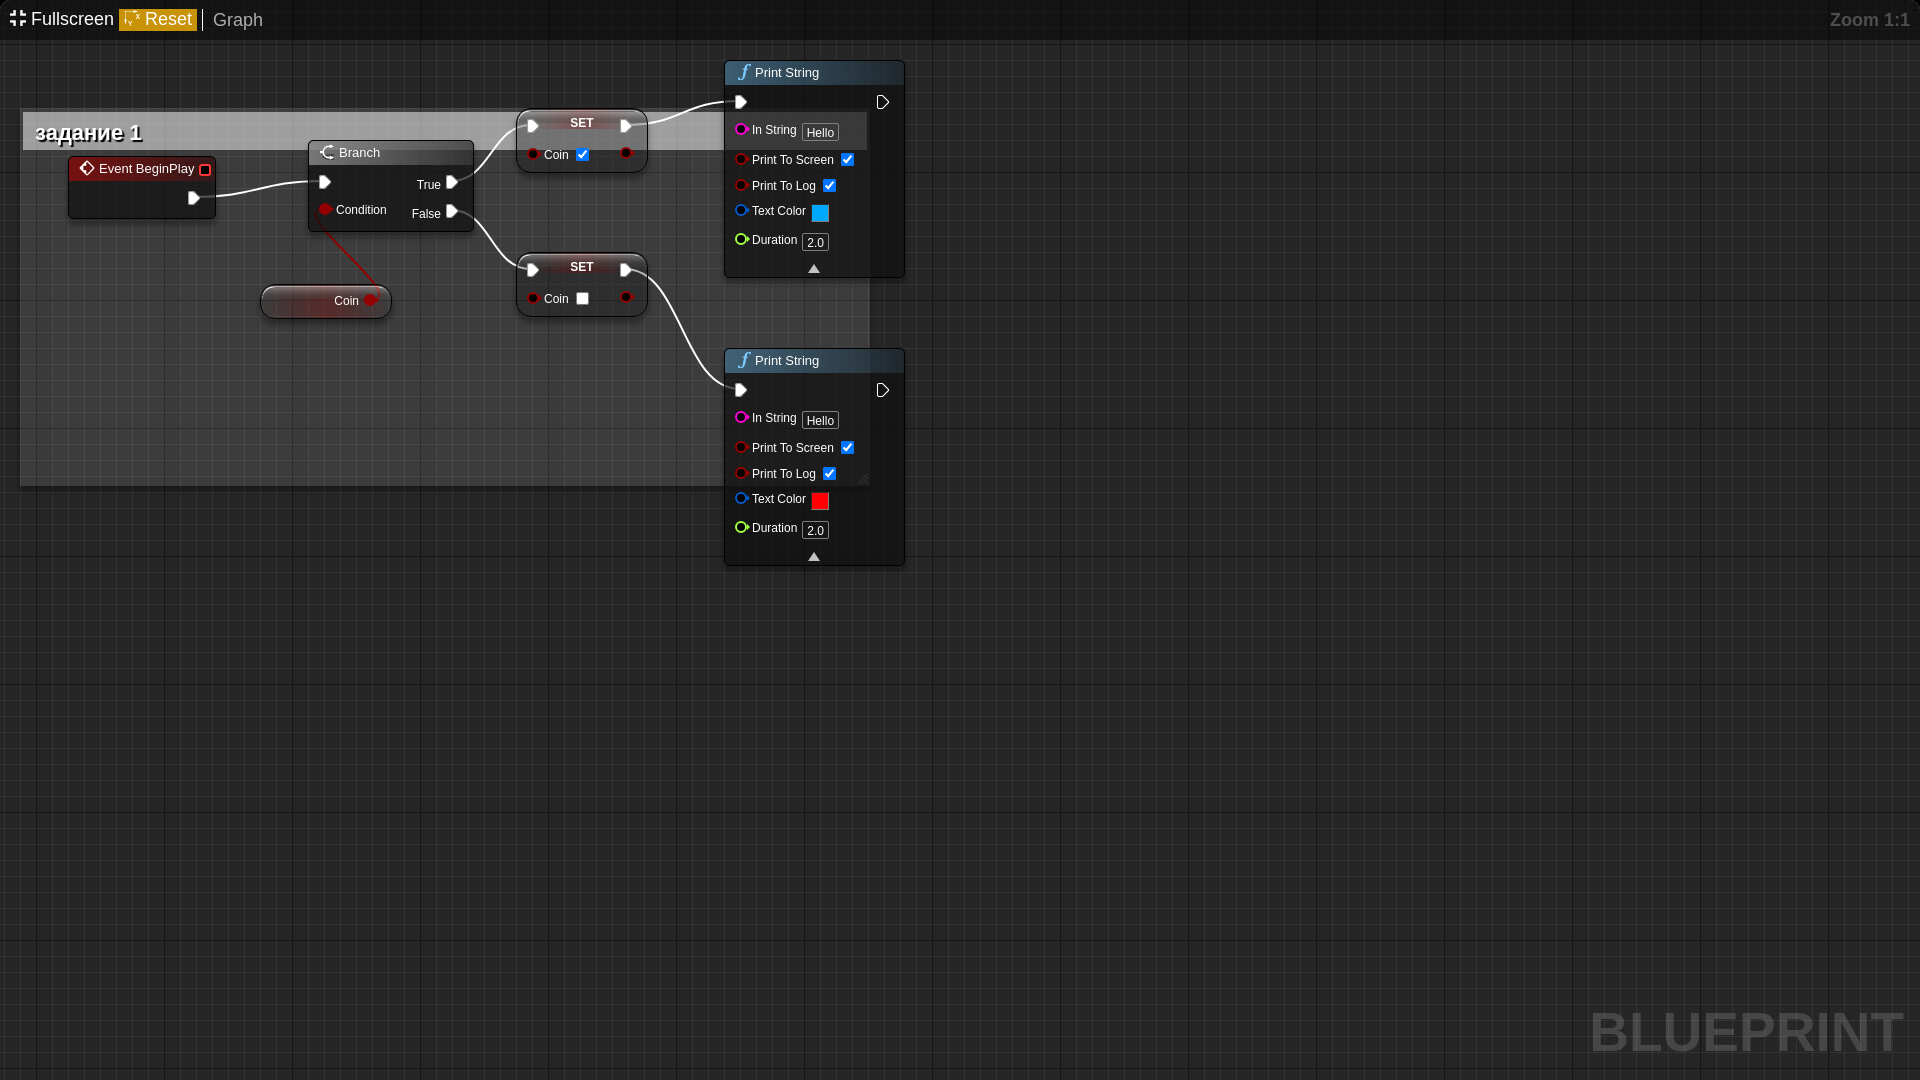 Fullscreen Reset Graph
Zoom 1:1
задание 1
Event BeginPlay
Branch
True
Condition
False
Coin
SET
Coin
SET
Coin
Print String
In String Hello
Print To Screen
Print To Log
Text Color
Duration 2.0
Print String
In String Hello
Print To Screen
Print To Log
Text Color
Duration 2.0
BLUEPRINT